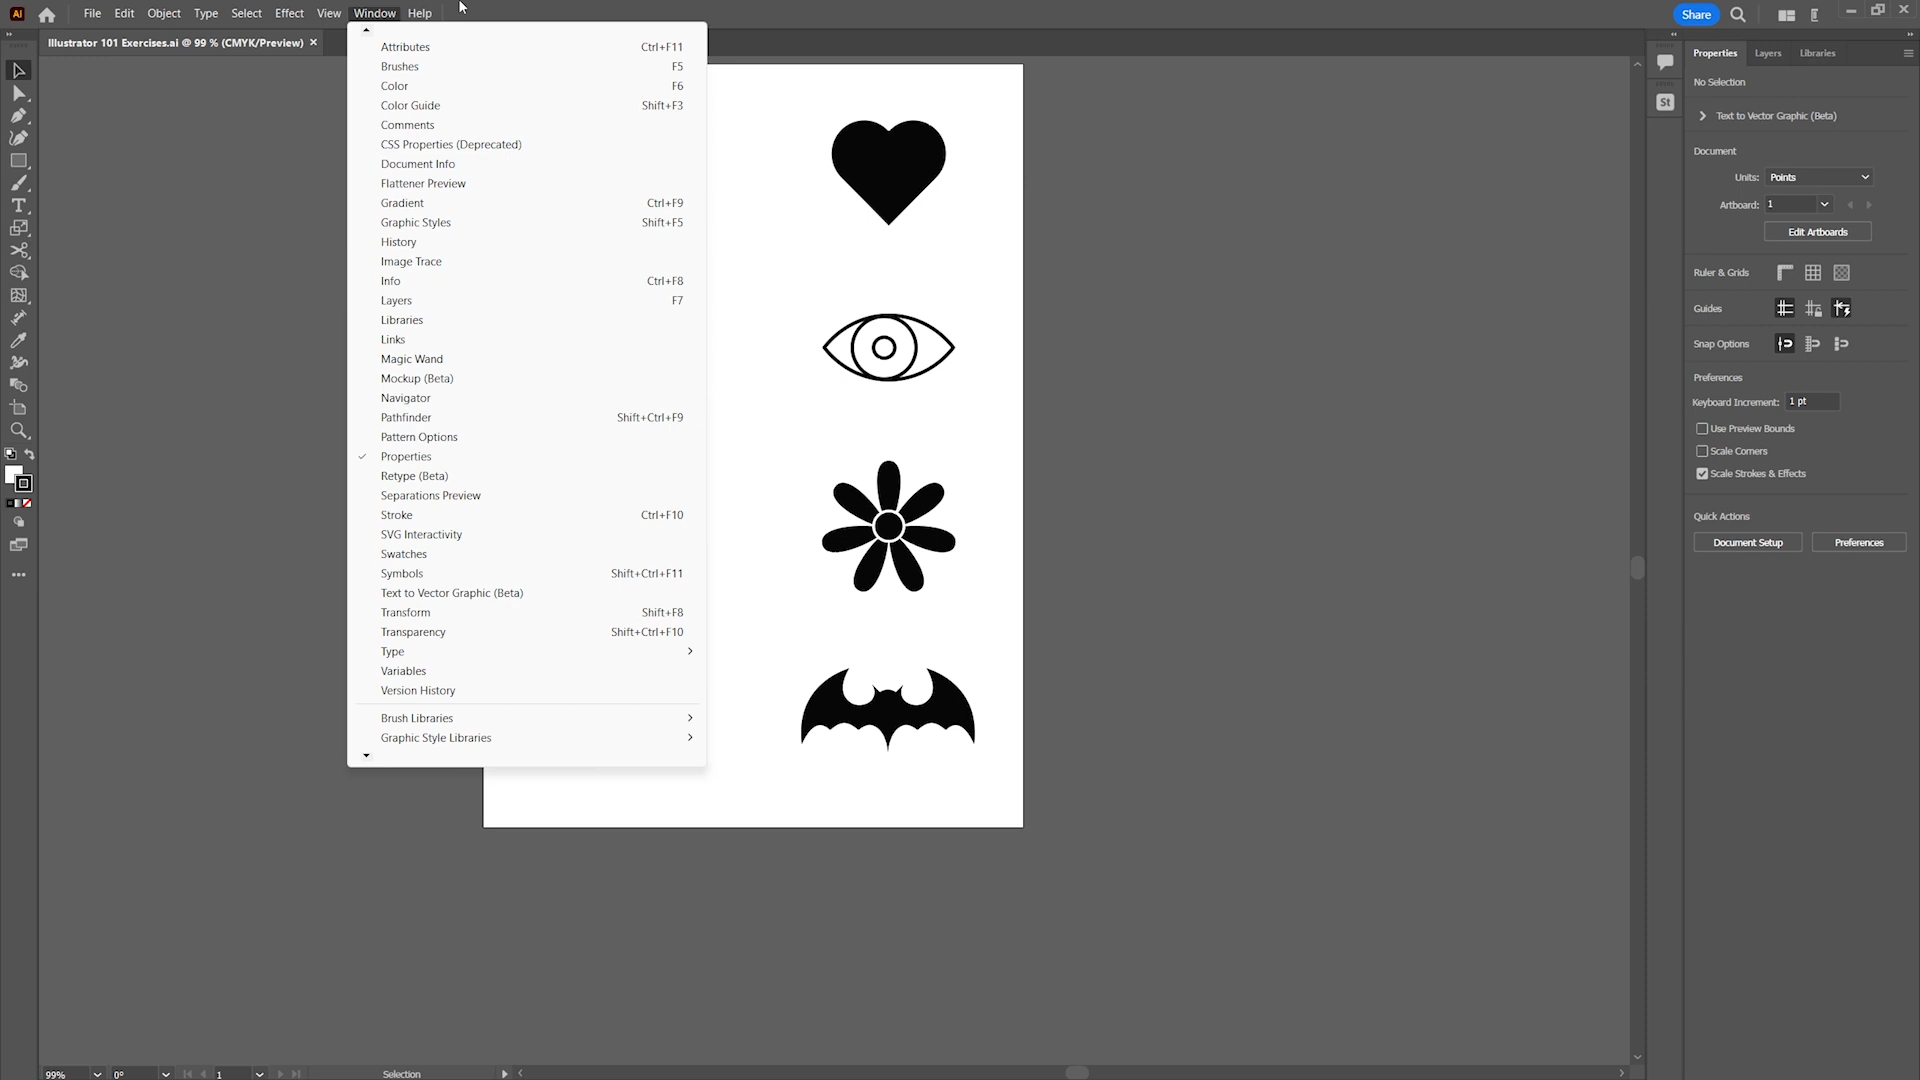 Ai File Edit Object Type Select Effect View Window Help Share
Illustrator 101 Exercises.ai @ 99 % (CMYK/Preview) ×
Attributes Ctrl+F11
Brushes F5
Color F6
Color Guide Shift+F3
Comments
CSS Properties (Deprecated)
Document Info
Flattener Preview
Gradient Ctrl+F9
Graphic Styles Shift+F5
History
Image Trace
Info Ctrl+F8
Layers F7
Libraries
Links
Magic Wand
Mockup (Beta)
Navigator
Pathfinder Shift+Ctrl+F9
Pattern Options
Properties
Retype (Beta)
Separations Preview
Stroke Ctrl+F10
SVG Interactivity
Swatches
Symbols Shift+Ctrl+F11
Text to Vector Graphic (Beta)
Transform Shift+F8
Transparency Shift+Ctrl+F10
Type
Variables
Version History
Brush Libraries
Graphic Style Libraries
St
Properties Layers Libraries
No Selection
Text to Vector Graphic (Beta)
Document
Units: Points
Artboard: 1
Edit Artboards
Ruler & Grids
Guides
Snap Options
Preferences
Keyboard Increment: 1 pt
Use Preview Bounds
Scale Corners
Scale Strokes & Effects
Quick Actions
Document Setup Preferences
99% 0° 1 Selection